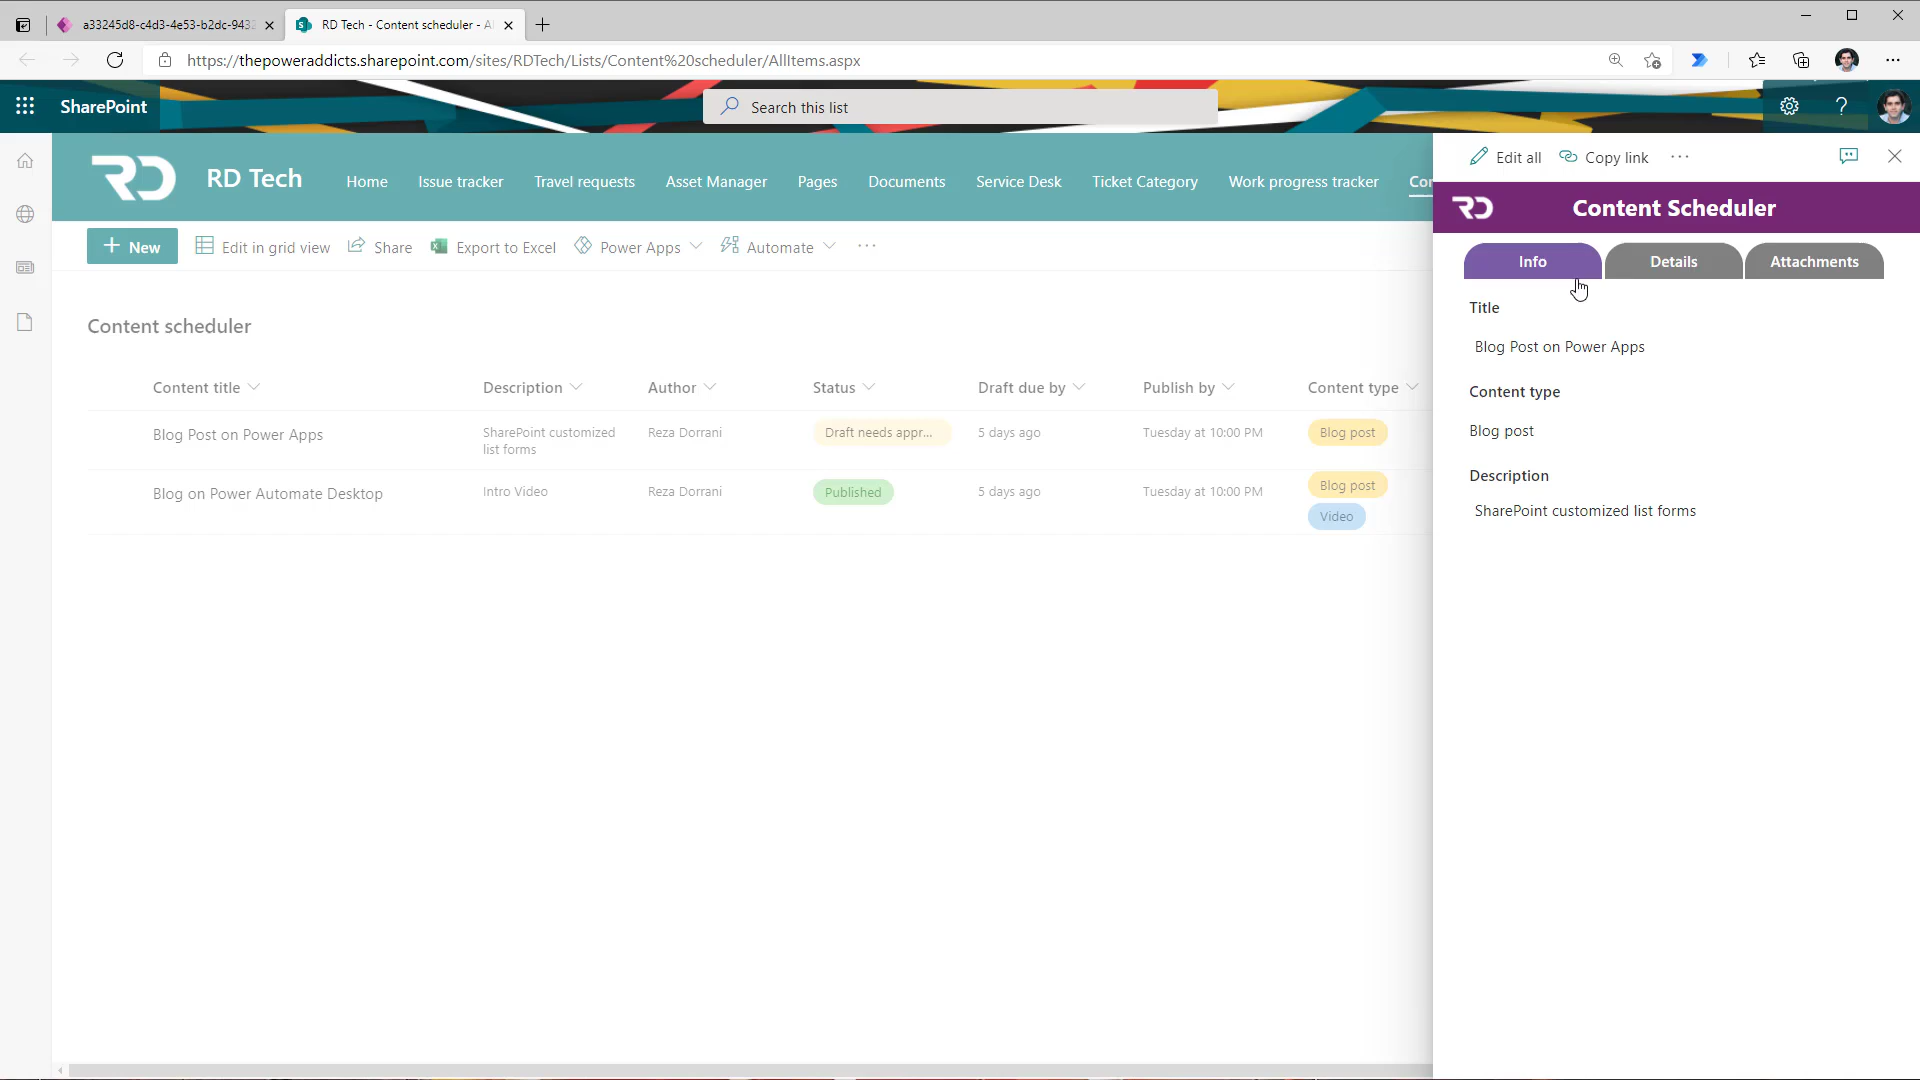 a33245d8-c4d3-4e53-b2dc-943
RD Tech - Content scheduler - A
https://thepoweraddicts.sharepoint.com/sites/RDTech/Lists/Content%20scheduler/AllItems.aspx
SharePoint
Search this list
RD
RD Tech
Home
Issue tracker
Travel requests
Asset Manager
Pages
Documents
Service Desk
Ticket Category
Work progress tracker
New
Edit in grid view
Share
Export to Excel
Power Apps
Automate
Content scheduler
Content title
Description
Author
Status
Draft due by
Publish by
Content type
Blog Post on Power Apps
SharePoint customized
list forms
Reza Dorrani
Draft needs appr...
5 days ago
Tuesday at 10:00 PM
Blog post
Blog on Power Automate Desktop
Intro Video
Reza Dorrani
Published
5 days ago
Tuesday at 10:00 PM
Blog post
Video
Edit all
Copy link
RD
Content Scheduler
Info
Details
Attachments
Title
Blog Post on Power Apps
Content type
Blog post
Description
SharePoint customized list forms